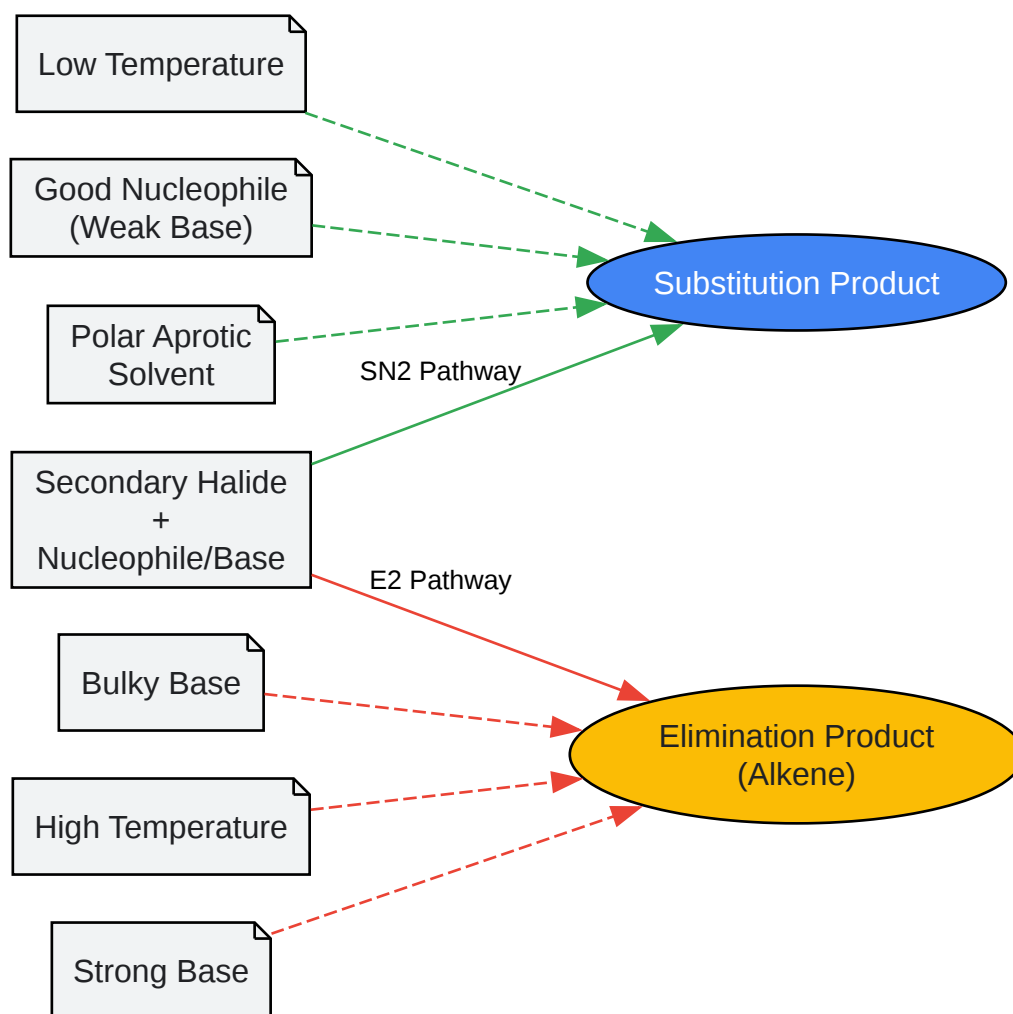 Low Temperature
Good Nucleophile
(Weak Base)
Substitution Product
Polar Aprotic
Solvent
SN2 Pathway
Secondary Halide
+
Nucleophile/Base
E2 Pathway
Bulky Base
Elimination Product
(Alkene)
High Temperature
Strong Base